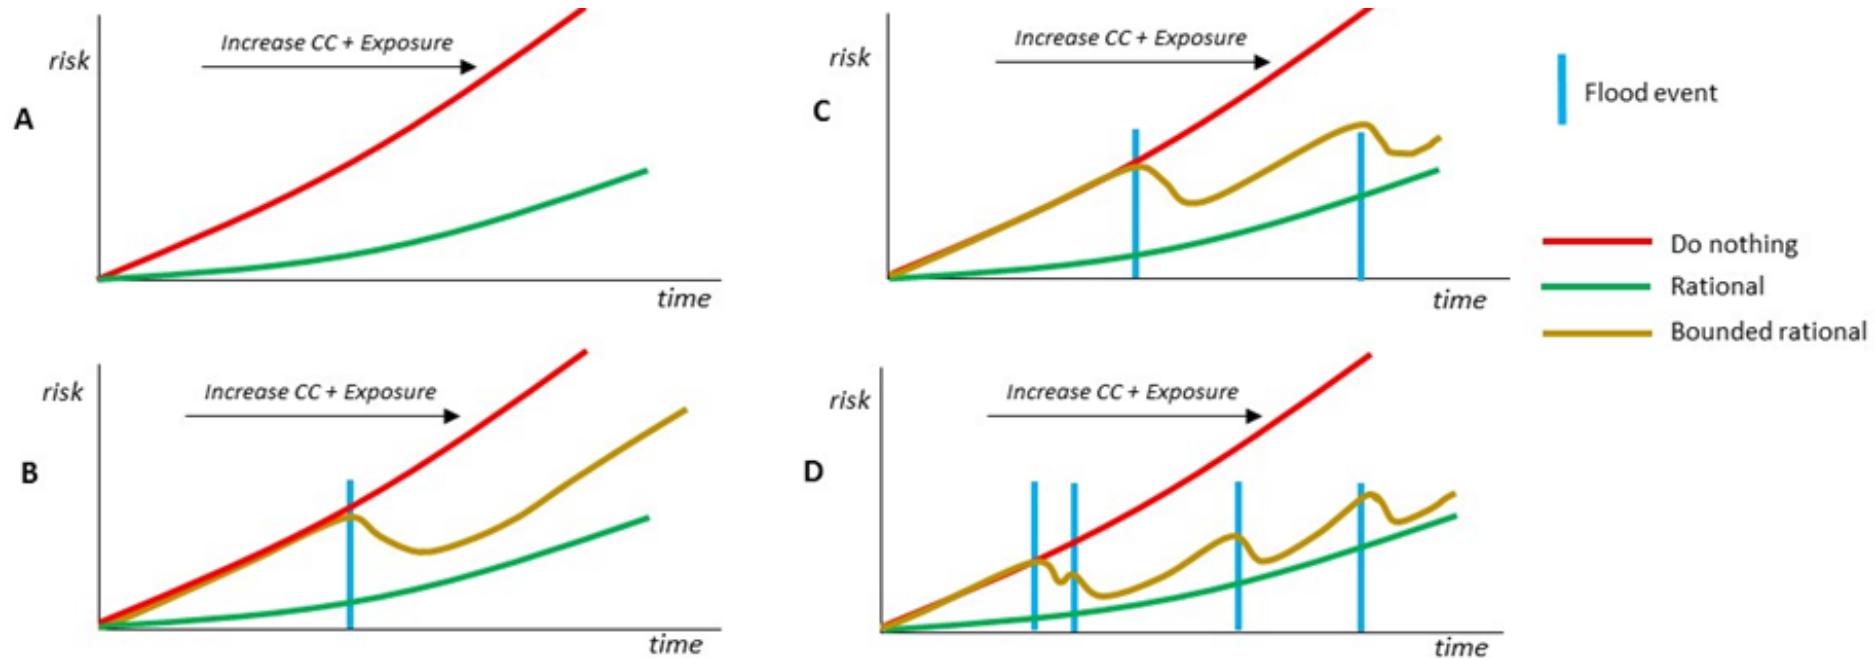 Increase CC + Exposure
risk
A
time
Increase CC + Exposure
risk
B
time
Increase CC + Exposure
risk
C
time
Increase CC + Exposure
risk
D
time
Flood event
Do nothing
Rational
Bounded rational